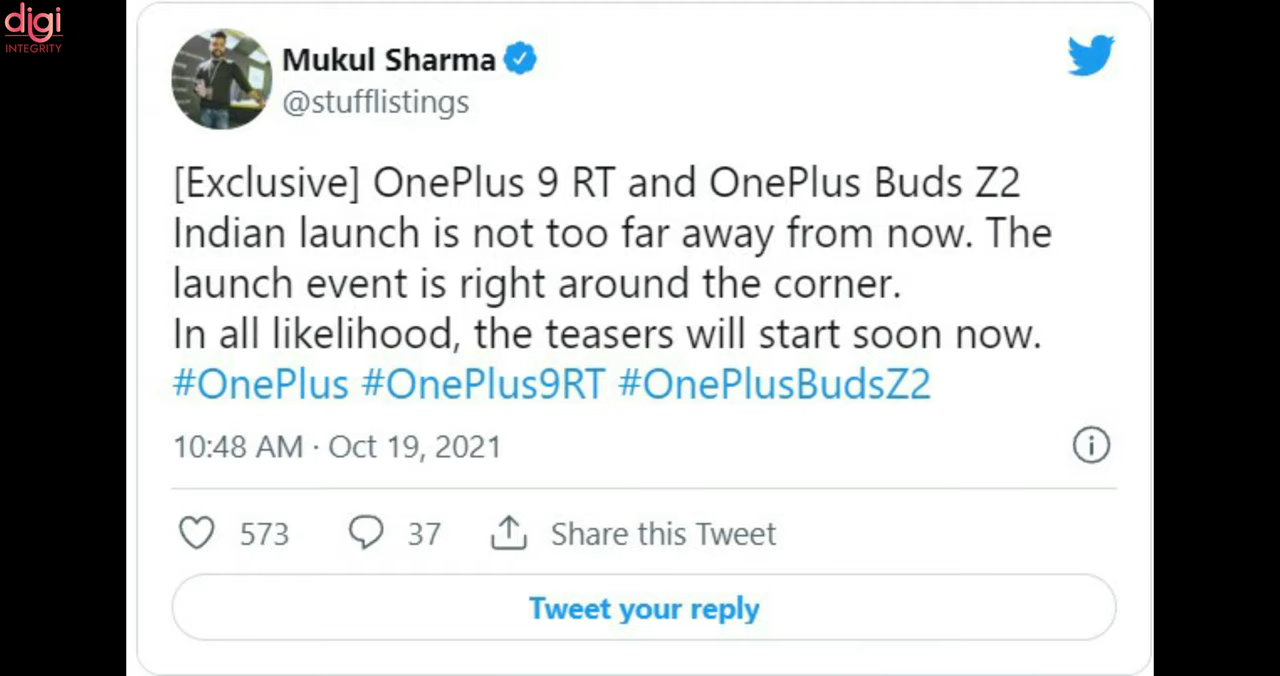 digi
INTEGRITY
Mukul Sharma
@stufflistings
[Exclusive] OnePlus 9 RT and OnePlus Buds Z2
Indian launch is not too far away from now. The
launch event is right around the corner.
In all likelihood, the teasers will start soon now.
#OnePlus #OnePlus9RT #OnePlusBudsZ2
10:48 AM · Oct 19, 2021
573 37 Share this Tweet
Tweet your reply